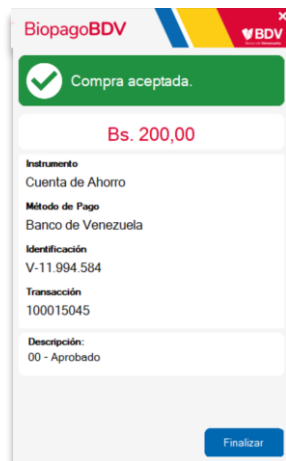 BiopagoBDV
×
BDV
Compra aceptada.
Bs. 200,00
Instrumento
Cuenta de Ahorro
Método de Pago
Banco de Venezuela
Identificación
V-11.994.584
Transacción
100015045
Descripción:
00 - Aprobado
Finalizar